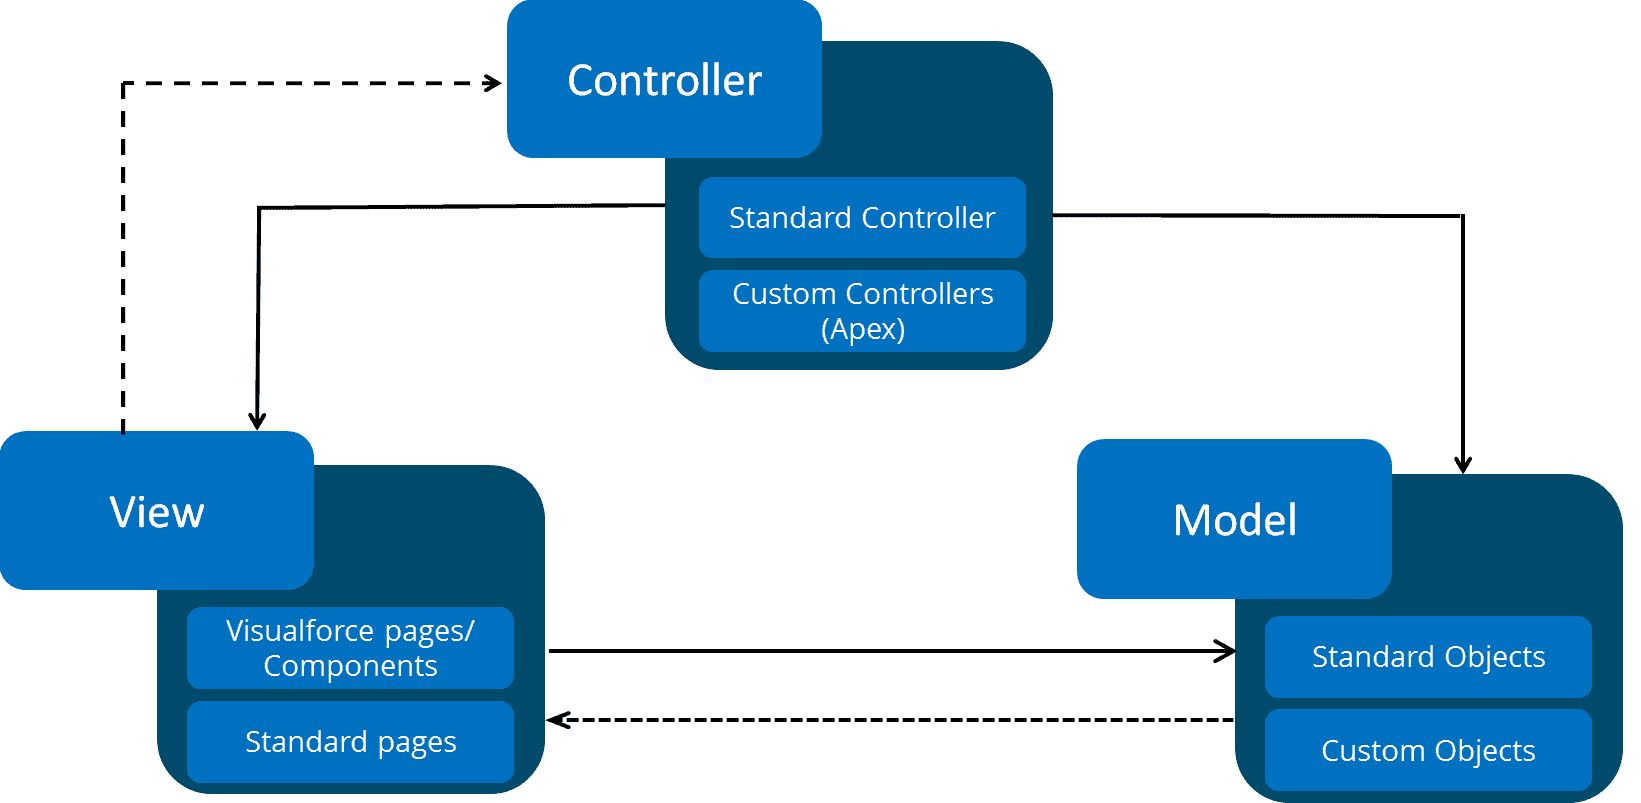 Controller
Standard Controller
Custom Controllers
(Apex)
View
Visualforce pages/
Components
Standard pages
Model
Standard Objects
Custom Objects